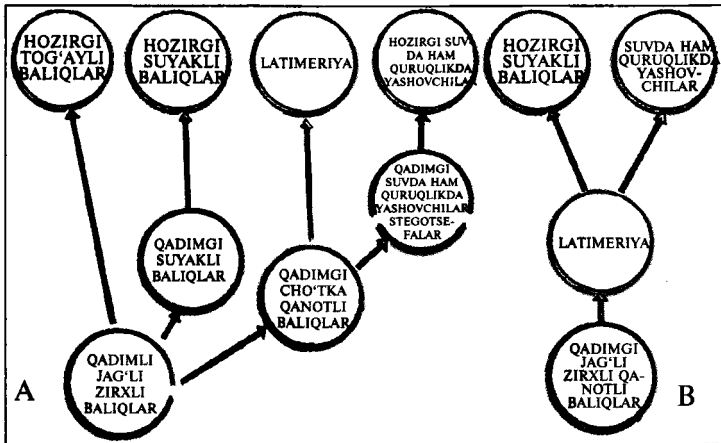 HOZIRGI
TOG‘AYLI
BALIQLAR
HOZIRGI
SUYAKLI
BALIQLAR
LATIMERIYA
HOZIRGI SUV-
DA HAM
QURUQLIKDA
YASHOVCHILAR
HOZIRGI
SUYAKLI
BALIQLAR
SUVDA HAM
QURUQLIKDA
YASHOV-
CHILAR
QADIMGI
SUVDA HAM
QURUQLIKDA
YASHOVCHILAR
STEGOTSE-
FALAR
QADIMGI
SUYAKLI
BALIQLAR
QADIMGI
CHO‘TKA
QANOTLI
BALIQLAR
LATIMERIYA
QADIMLI
JAG‘LI
ZIRXLI
BALIQLAR
QADIMGI
JAG‘LI
ZIRXLI QA-
NOTLI
BALIQLAR
A
B